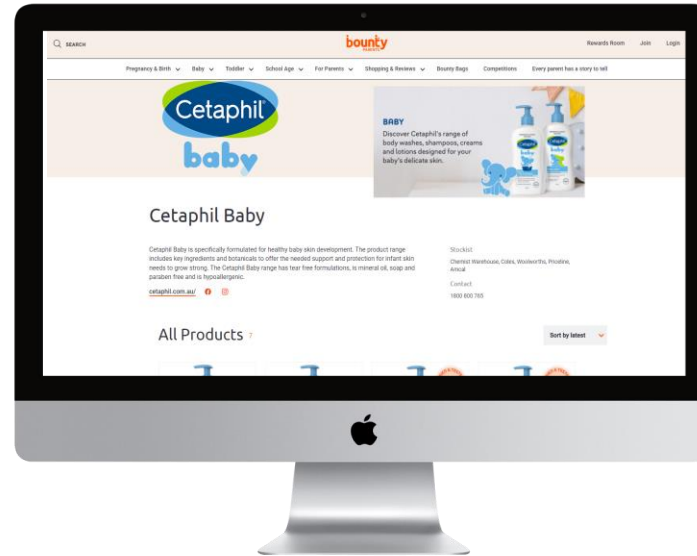 SEARCH
bounty
PARENTS
Rewards Room Join Login
Pregnancy & Birth Baby Toddler School Age For Parents Shopping & Reviews Bounty Bags Competitions Every parent has a story to tell
Cetaphil
baby
BABY
Discover Cetaphil's range of
body washes, shampoos, creams
and lotions designed for your
baby's delicate skin.
Cetaphil Baby
Cetaphil Baby is specifically formulated for healthy baby skin development. The product range
includes key ingredients and botanicals to offer the needed support and protection for infant skin
needs to grow strong. The Cetaphil Baby range has tear free formulations, is mineral oil, soap and
paraben free and is hypoallergenic.
cetaphil.com.au/
Stockist
Chemist Warehouse, Coles, Woolworths, Priceline,
Amcal
Contact
1800 800 765
All Products 7
Sort by latest